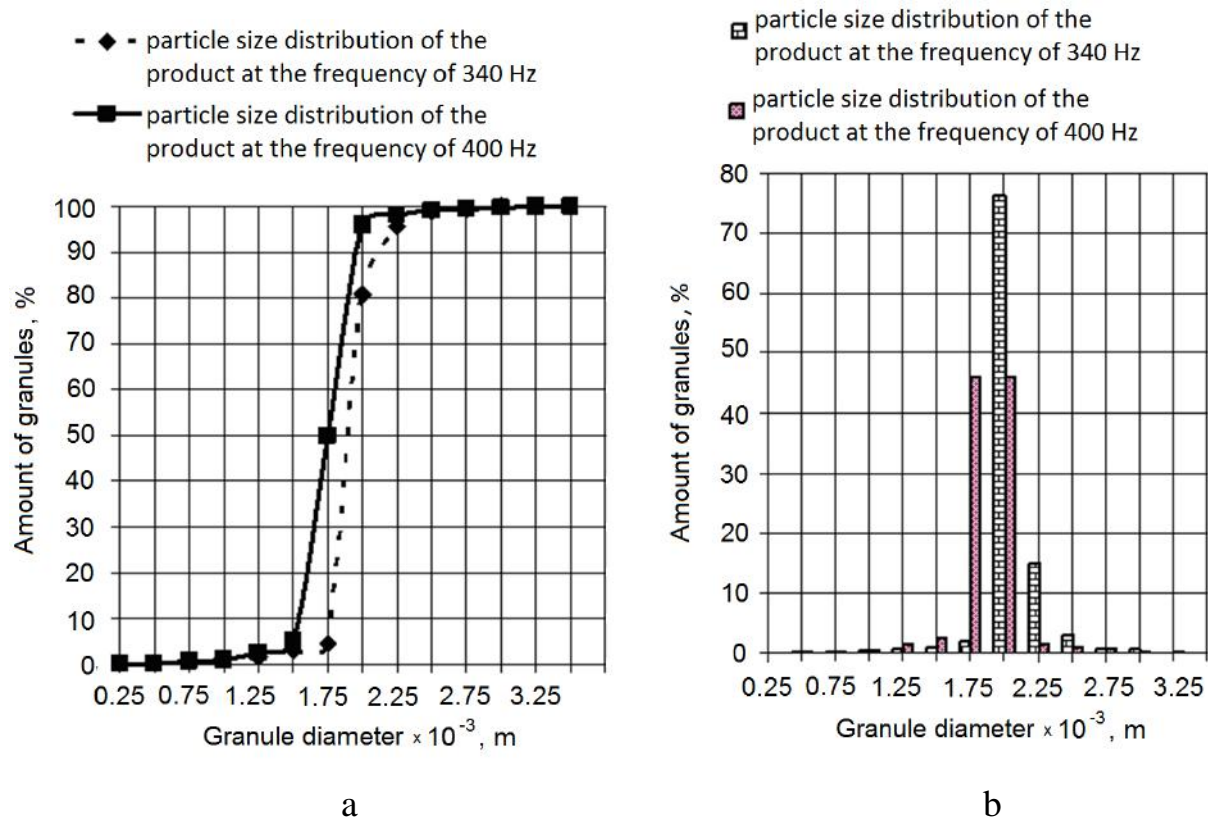 particle size distribution of the
product at the frequency of 340 Hz
particle size distribution of the
product at the frequency of 400 Hz
100
90
80
70
60
50
40
30
20
10
0
Amount of granules, %
0.25 0.75 1.25 1.75 2.25 2.75 3.25
Granule diameter × 10⁻³, m
a
particle size distribution of the
product at the frequency of 340 Hz
particle size distribution of the
product at the frequency of 400 Hz
80
70
60
50
40
30
20
10
0
Amount of granules, %
0.25 0.75 1.25 1.75 2.25 2.75 3.25
Granule diameter × 10⁻³, m
b